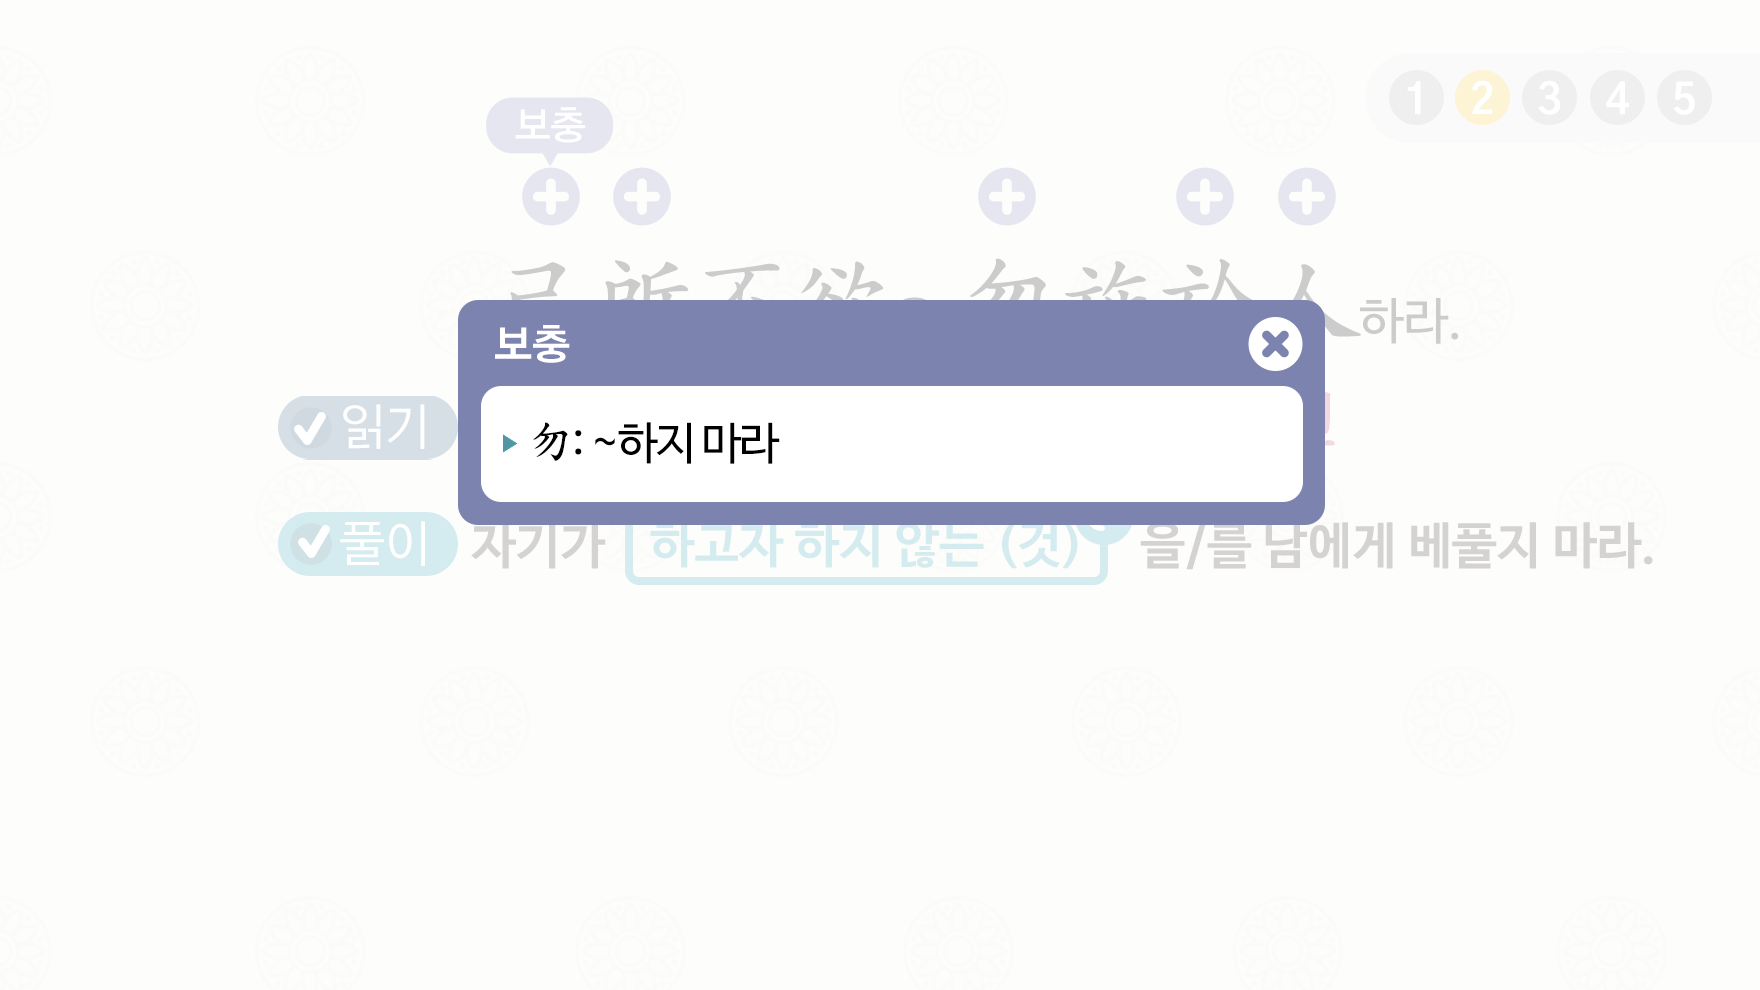 1 2 3 4 5
보충
己所不欲 勿施於人하라.
보충
勿: ~하지 마라
읽기
풀이 자기가 하고자 하지 않는 (것) 을/를 남에게 베풀지 마라.